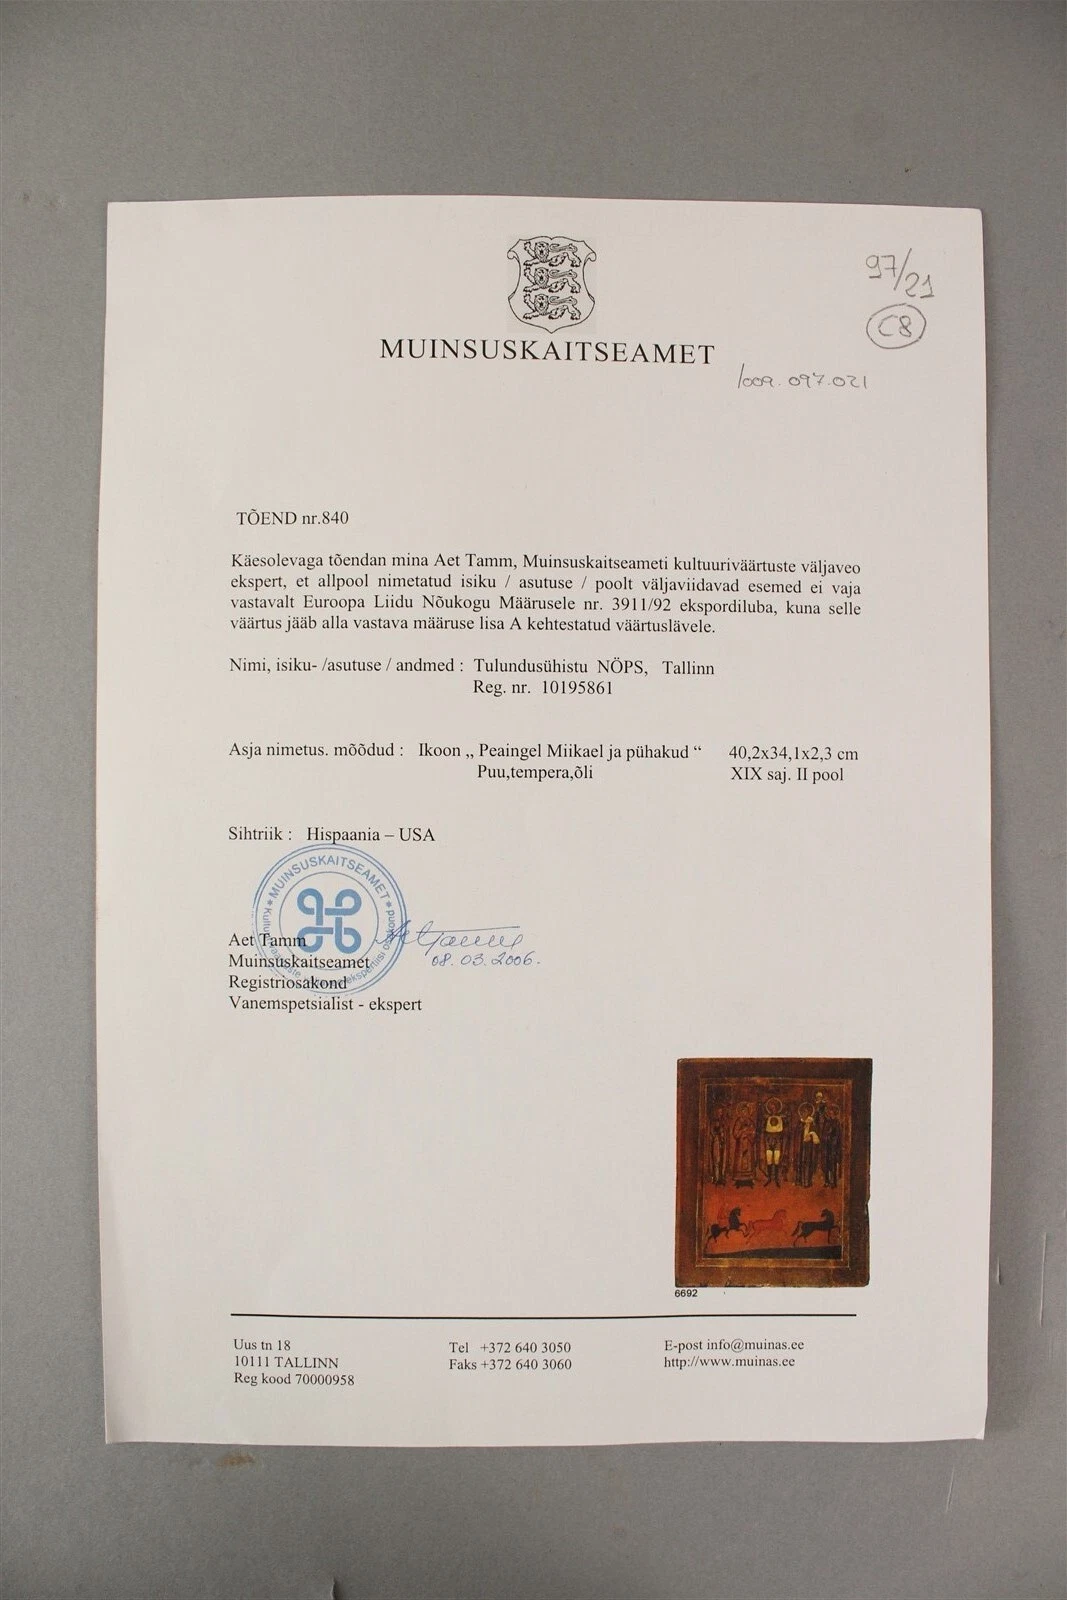 97/21
C8
MUINSUSKAITSEAMET
1009.097.021
TÕEND nr.840
Käesolevaga tõendan mina Aet Tamm, Muinsuskaitseameti kultuuriväärtuste väljaveo
ekspert, et allpool nimetatud isiku / asutuse / poolt väljaviidavad esemed ei vaja
vastavalt Euroopa Liidu Nõukogu Määrusele nr. 3911/92 ekspordiluba, kuna selle
väärtus jääb alla vastava määruse lisa A kehtestatud väärtuslävele.
Nimi, isiku- /asutuse / andmed : Tulundusühistu NÖPS, Tallinn
Reg. nr. 10195861
Asja nimetus. mõõdud : Ikoon „ Peaingel Miikael ja pühakud “ 40,2x34,1x2,3 cm
Puu,tempera,õli XIX saj. II pool
Sihtriik : Hispaania – USA
MUINSUSKAITSEAMET
Aet Tamm
Aet Tamm
Muinsuskaitseamet 08.03.2006.
Registriosakond
Vanemspetsialist - ekspert
6692
Uus tn 18 Tel +372 640 3050 E-post info@muinas.ee
10111 TALLINN Faks +372 640 3060 http://www.muinas.ee
Reg kood 70000958